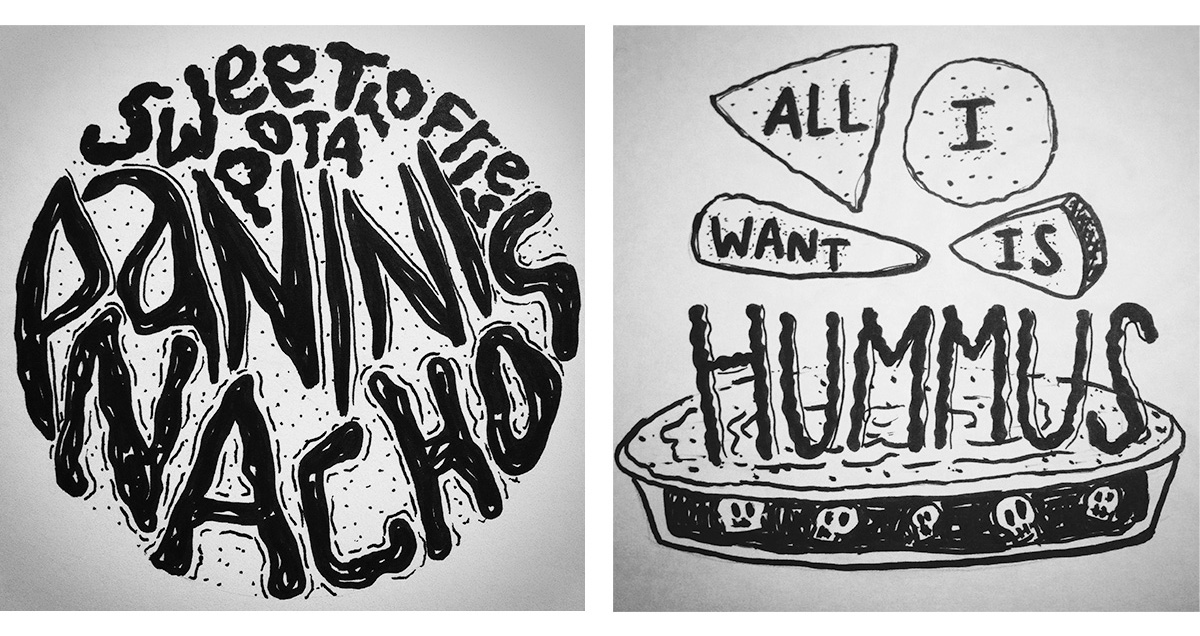 Sweet Potato Fries
PANINIS
NACHO
ALL I
WANT IS
HUMMUS